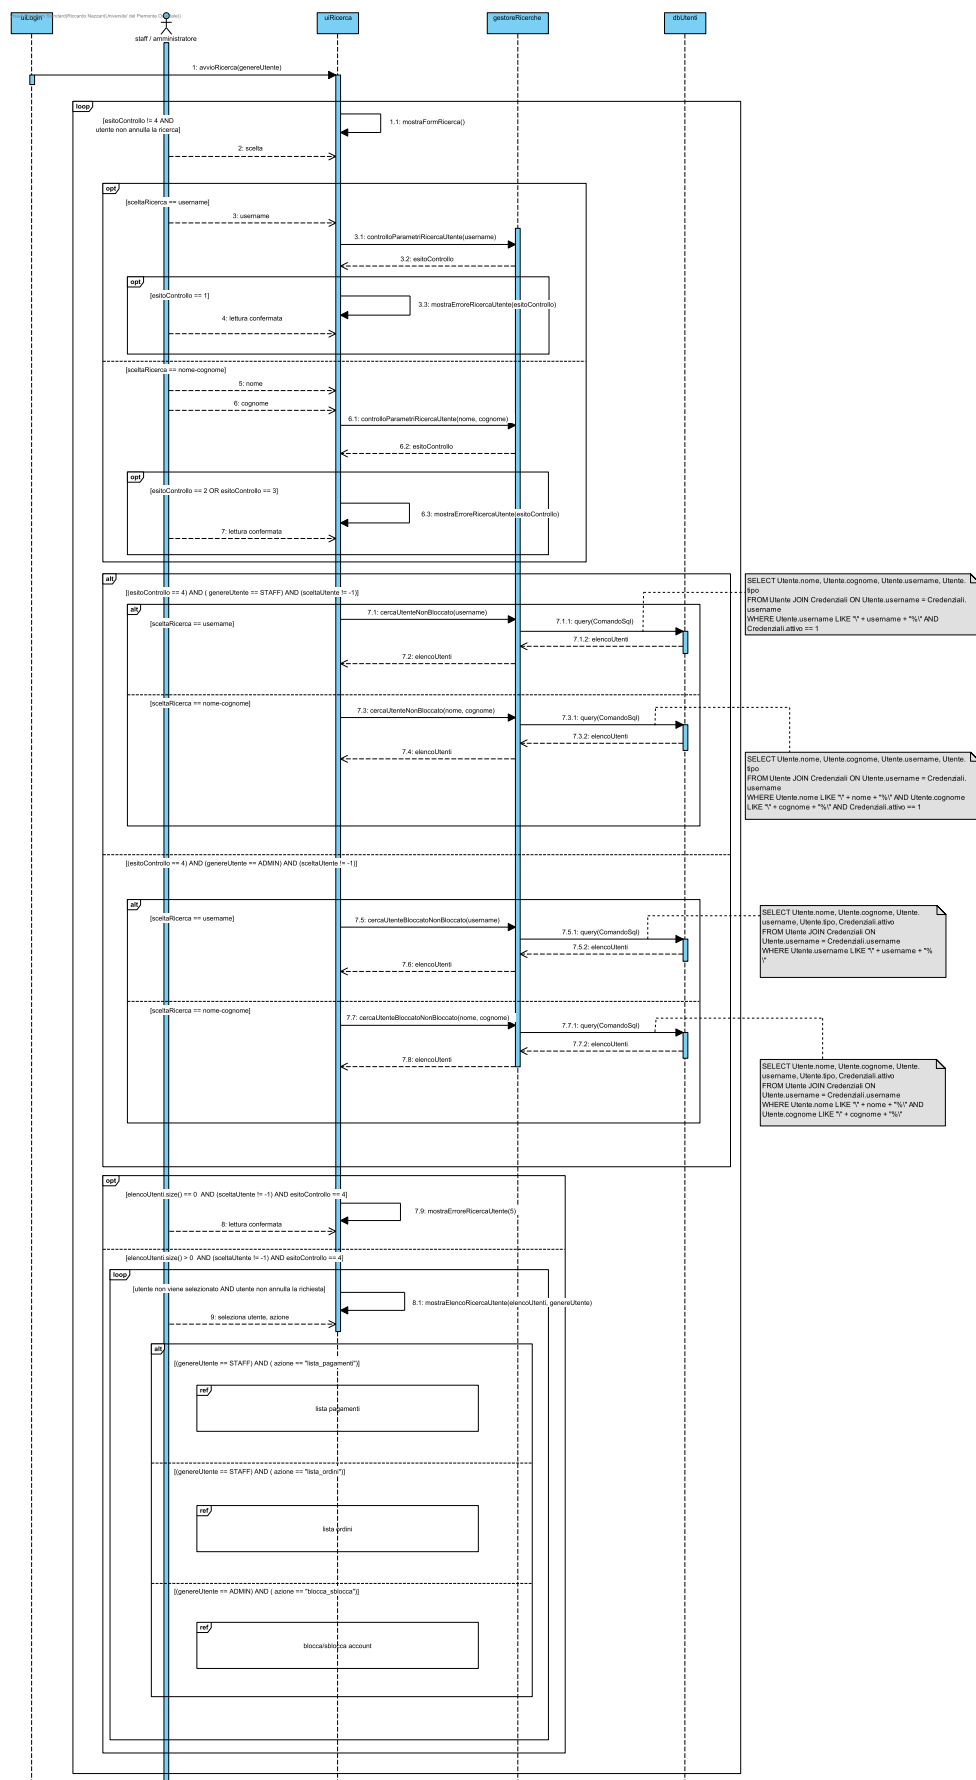 uiLogin
staff / amministratore
uiRicerca
gestoreRicerche
dbUtenti
1: avvioRicerca(genereUtente)
loop
[esitoControllo != 4 AND
utente non annulla la ricerca]
1.1: mostraFormRicerca()
2: scelta
opt
[sceltaRicerca == username]
3: username
3.1: controlloParametriRicercaUtente(username)
3.2: esitoControllo
opt
[esitoControllo == 1]
3.3: mostraErroreRicercaUtente(esitoControllo)
4: lettura confermata
[sceltaRicerca == nome-cognome]
5: nome
6: cognome
6.1: controlloParametriRicercaUtente(nome, cognome)
6.2: esitoControllo
opt
[esitoControllo == 2 OR esitoControllo == 3]
6.3: mostraErroreRicercaUtente(esitoControllo)
7: lettura confermata
alt
[(esitoControllo == 4) AND ( genereUtente == STAFF) AND (sceltaUtente != -1)]
alt
[sceltaRicerca == username]
7.1: cercaUtenteNonBloccato(username)
7.1.1: query(ComandoSql)
7.1.2: elencoUtenti
7.2: elencoUtenti
SELECT Utente.nome, Utente.cognome, Utente.username, Utente.
tipo
FROM Utente JOIN Credenziali ON Utente.username = Credenziali.
username
WHERE Utente.username LIKE "\" + username + "%\" AND
Credenziali.attivo == 1
[sceltaRicerca == nome-cognome]
7.3: cercaUtenteNonBloccato(nome, cognome)
7.3.1: query(ComandoSql)
7.3.2: elencoUtenti
7.4: elencoUtenti
SELECT Utente.nome, Utente.cognome, Utente.username, Utente.
tipo
FROM Utente JOIN Credenziali ON Utente.username = Credenziali.
username
WHERE Utente.nome LIKE "\" + nome + "%\" AND Utente.cognome
LIKE "\" + cognome + "%\" AND Credenziali.attivo == 1
[(esitoControllo == 4) AND (genereUtente == ADMIN) AND (sceltaUtente != -1)]
alt
[sceltaRicerca == username]
7.5: cercaUtenteBloccatoNonBloccato(username)
7.5.1: query(ComandoSql)
7.5.2: elencoUtenti
7.6: elencoUtenti
SELECT Utente.nome, Utente.cognome, Utente.
username, Utente.tipo, Credenziali.attivo
FROM Utente JOIN Credenziali ON
Utente.username = Credenziali.username
WHERE Utente.username LIKE "\" + username + "%
\"
[sceltaRicerca == nome-cognome]
7.7: cercaUtenteBloccatoNonBloccato(nome, cognome)
7.7.1: query(ComandoSql)
7.7.2: elencoUtenti
7.8: elencoUtenti
SELECT Utente.nome, Utente.cognome, Utente.
username, Utente.tipo, Credenziali.attivo
FROM Utente JOIN Credenziali ON
Utente.username = Credenziali.username
WHERE Utente.nome LIKE "\" + nome + "%\" AND
Utente.cognome LIKE "\" + cognome + "%\"
opt
[elencoUtenti.size() == 0 AND (sceltaUtente != -1) AND esitoControllo == 4]
7.9: mostraErroreRicercaUtente(5)
8: lettura confermata
[elencoUtenti.size() > 0 AND (sceltaUtente != -1) AND esitoControllo == 4]
loop
[utente non viene selezionato AND utente non annulla la richiesta]
8.1: mostraElencoRicercaUtente(elencoUtenti, genereUtente)
9: seleziona utente, azione
alt
[(genereUtente == STAFF) AND ( azione == "lista_pagamenti")]
ref
lista pagamenti
[(genereUtente == STAFF) AND ( azione == "lista_ordini")]
ref
lista ordini
[(genereUtente == ADMIN) AND ( azione == "blocca_sblocca")]
ref
blocca/sblocca account